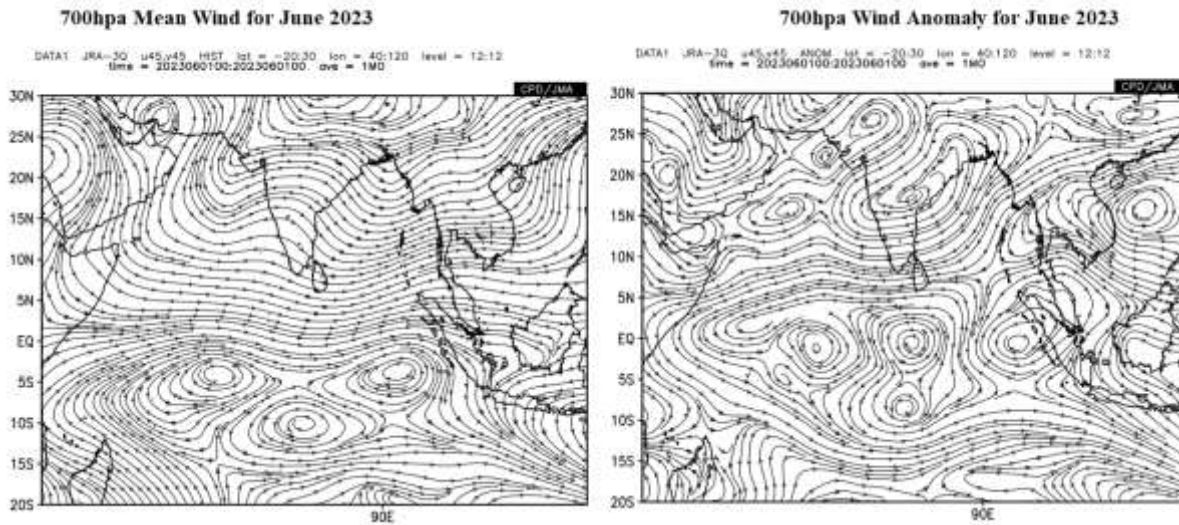 700hpa Mean Wind for June 2023
DATA1 JRA-3Q u45,v45 HIST lat = -20:30 lon = 40:120 level = 12:12
time = 2023060100:2023060100 ave = 1MO
CPD/JMA
30N
25N
20N
15N
10N
5N
EQ
5S
10S
15S
20S
90E
700hpa Wind Anomaly for June 2023
DATA1 JRA-3Q u45,v45 ANOM lat = -20:30 lon = 40:120 level = 12:12
time = 2023060100:2023060100 ave = 1MO
CPD/JMA
30N
25N
20N
15N
10N
5N
EQ
5S
10S
15S
20S
90E